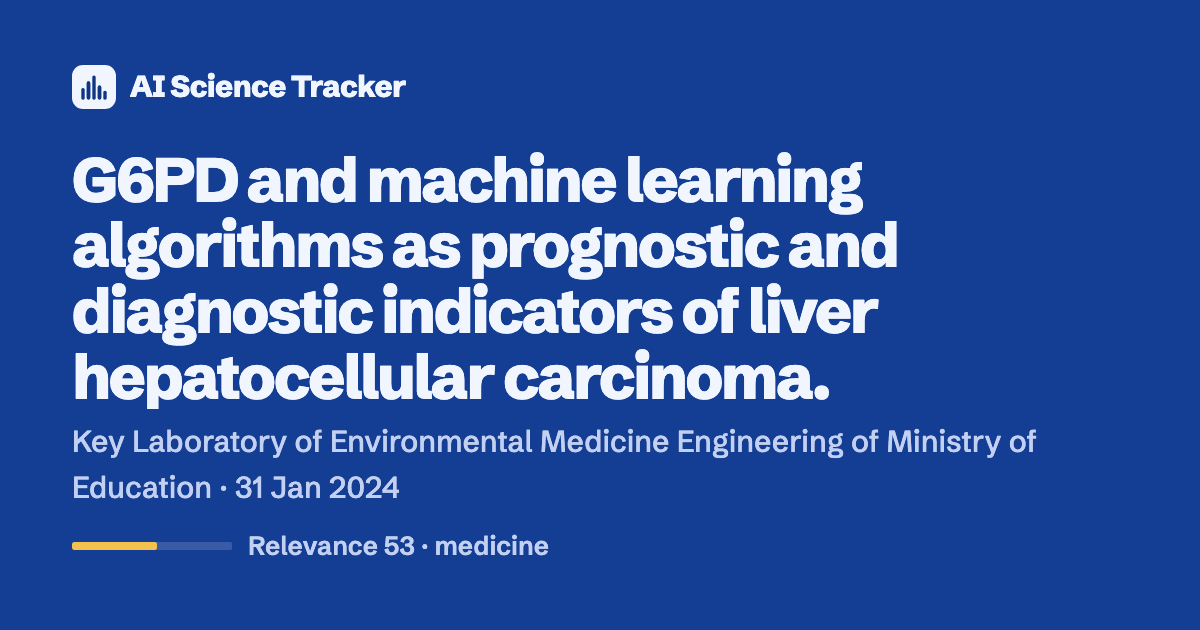 AI Science Tracker
G6PD and machine learning
algorithms as prognostic and
diagnostic indicators of liver
hepatocellular carcinoma.
Key Laboratory of Environmental Medicine Engineering of Ministry of
Education · 31 Jan 2024
Relevance 53 · medicine